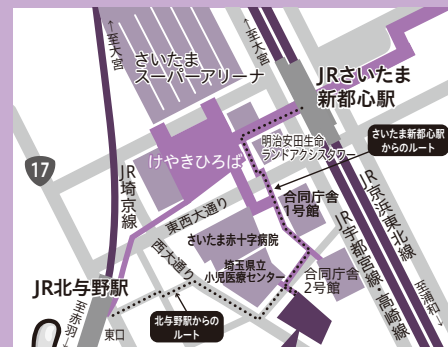 ←至大宮
←至大宮
さいたま
スーパーアリーナ
JRさいたま
新都心駅
さいたま新都心駅
からのルート
明治安田生命
ランドアクシスタワー
けやきひろば
17
JR埼京線
合同庁舎
1号館
JR京浜東北線
東西大通り
西大通り
さいたま赤十字病院
JR宇都宮線・高崎線
埼玉県立
小児医療センター
合同庁舎
2号館
JR北与野駅
至浦和→
至赤羽→
東口
北与野駅からの
ルート